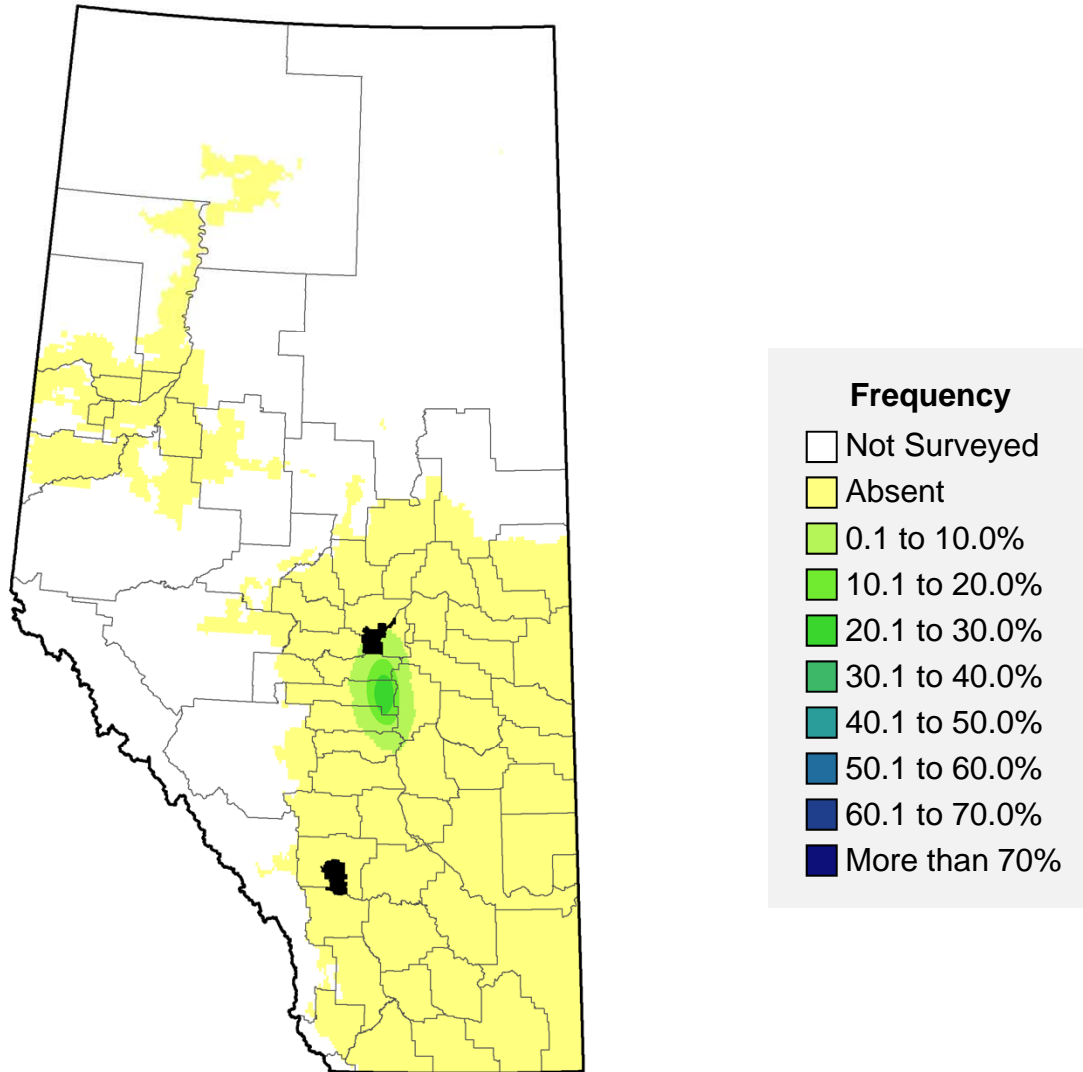 Frequency
Not Surveyed
Absent
0.1 to 10.0%
10.1 to 20.0%
20.1 to 30.0%
30.1 to 40.0%
40.1 to 50.0%
50.1 to 60.0%
60.1 to 70.0%
More than 70%